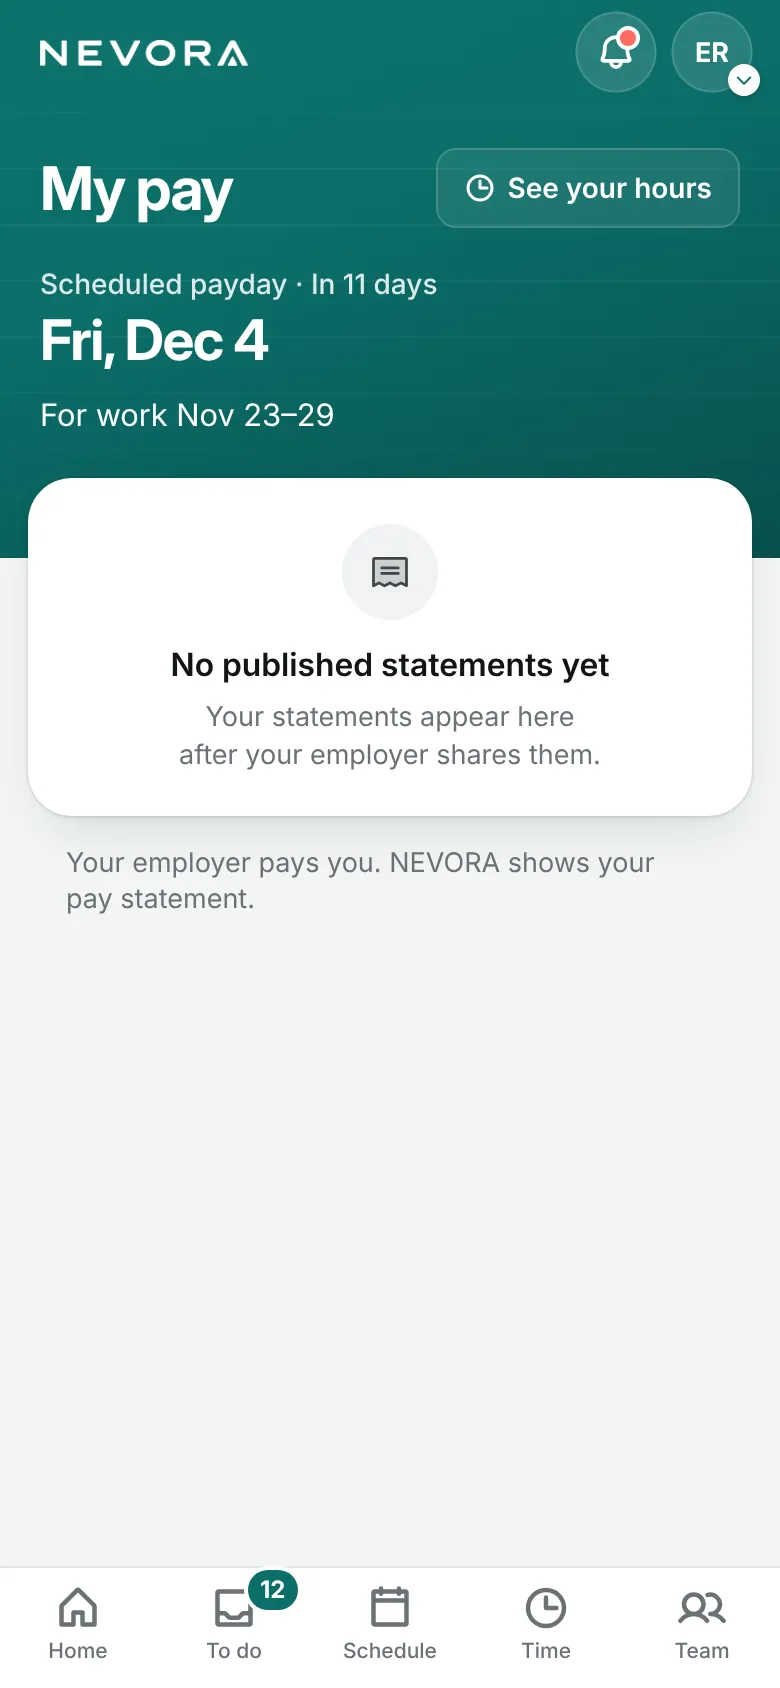 NEVORA
ER
My pay
See your hours
Scheduled payday · In 11 days
Fri, Dec 4
For work Nov 23–29
No published statements yet
Your statements appear here
after your employer shares them.
Your employer pays you. NEVORA shows your
pay statement.
12
Home
To do
Schedule
Time
Team